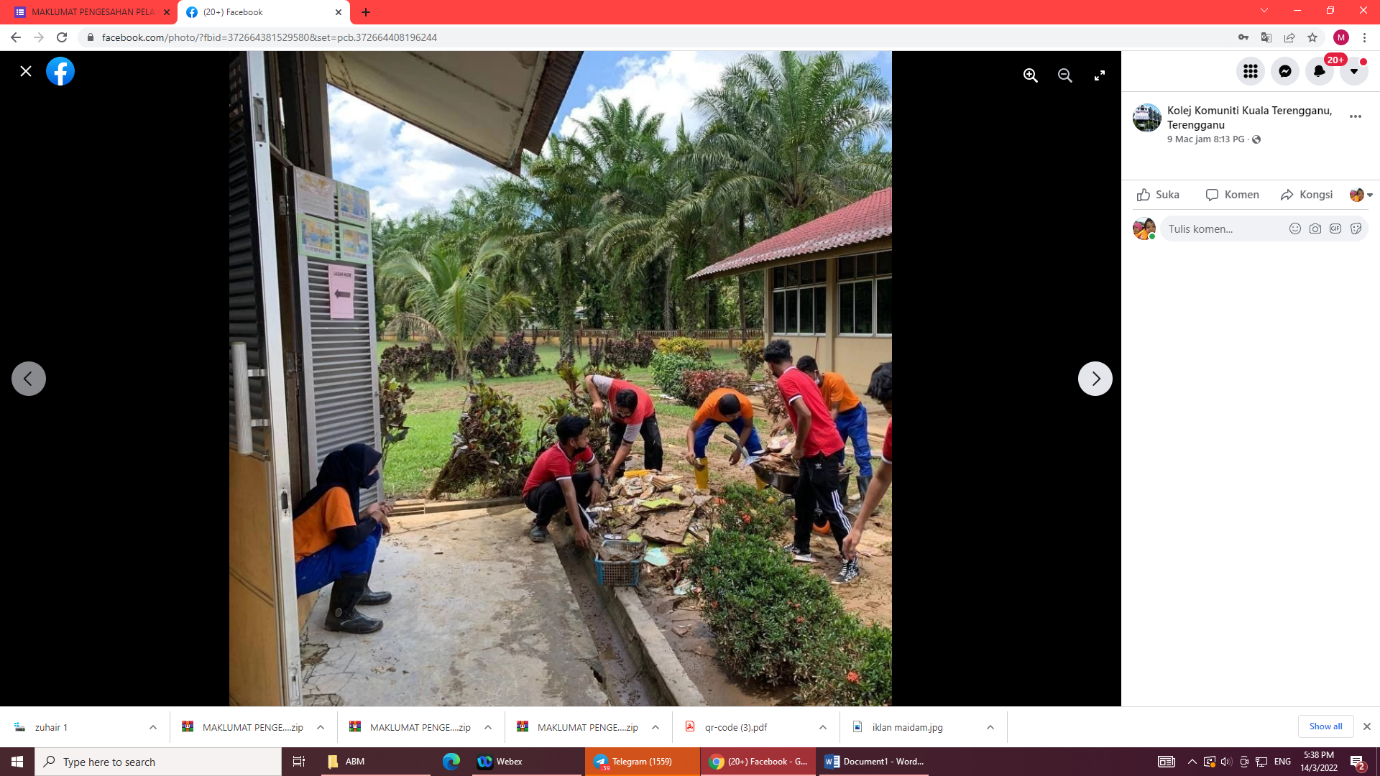 MAKLUMAT PENGESAHAN PELA
(20+) Facebook
facebook.com/photo/?fbid=372664381529580&set=pcb.372664408196244
M
20+
Kolej Komuniti Kuala Terengganu,
Terengganu
9 Mac jam 8:13 PG
Suka
Komen
Kongsi
Tulis komen...
GIF
zuhair 1
MAKLUMAT PENGE....zip
MAKLUMAT PENGE....zip
MAKLUMAT PENGE....zip
qr-code (3).pdf
iklan maidam.jpg
Show all
Type here to search
ABM
Webex
59
Telegram (1559)
(20+) Facebook - G...
Document1 - Word...
ENG
5:38 PM
14/3/2022
2